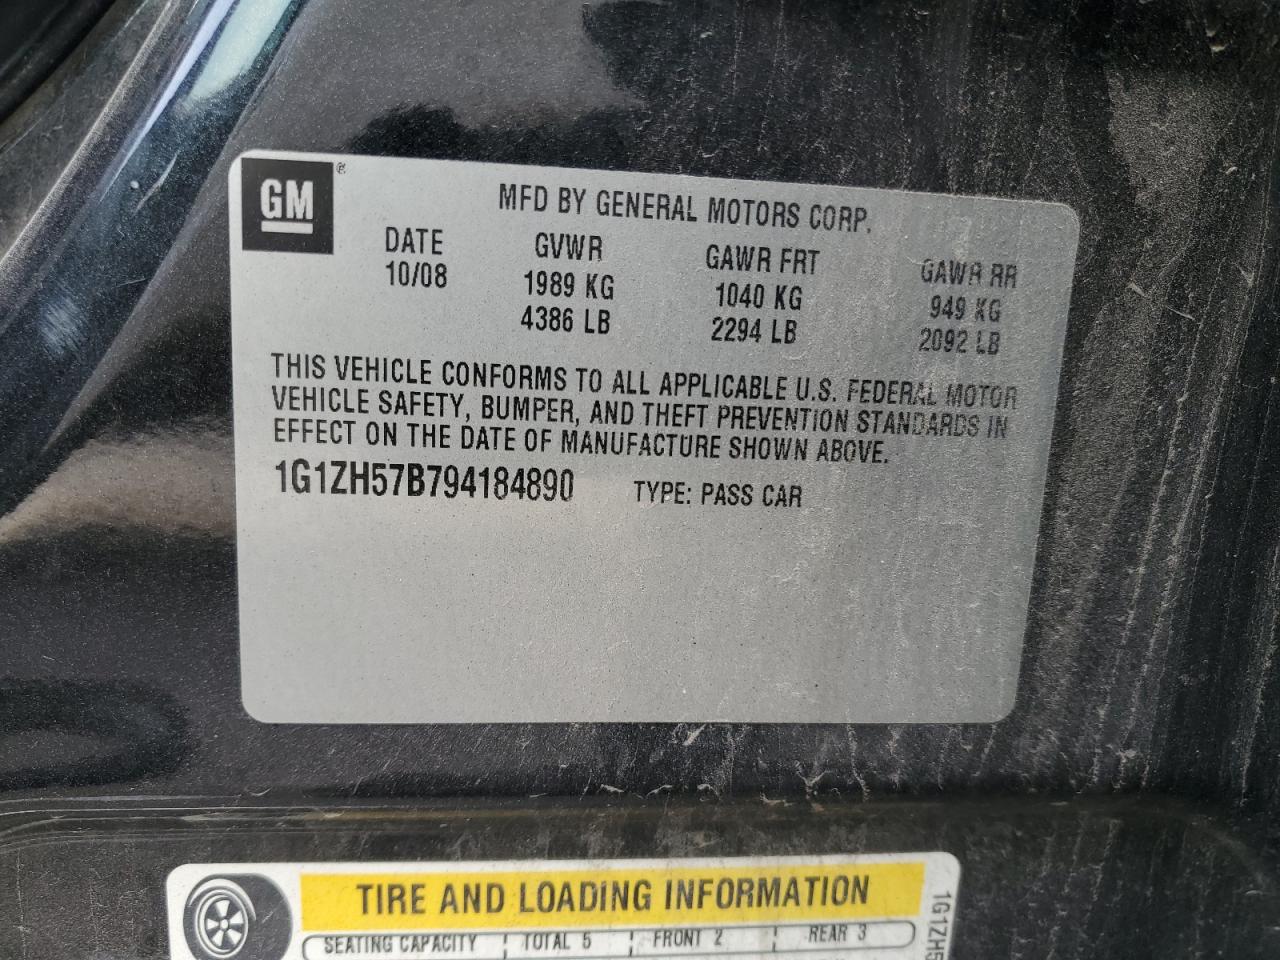 GM ®
MFD BY GENERAL MOTORS CORP.
DATE GVWR GAWR FRT GAWR RR
10/08 1989 KG 1040 KG 949 KG
4386 LB 2294 LB 2092 LB
THIS VEHICLE CONFORMS TO ALL APPLICABLE U.S. FEDERAL MOTOR
VEHICLE SAFETY, BUMPER, AND THEFT PREVENTION STANDARDS IN
EFFECT ON THE DATE OF MANUFACTURE SHOWN ABOVE.
1G1ZH57B794184890 TYPE: PASS CAR
TIRE AND LOADING INFORMATION
SEATING CAPACITY TOTAL 5 FRONT 2 REAR 3
1G1ZH5